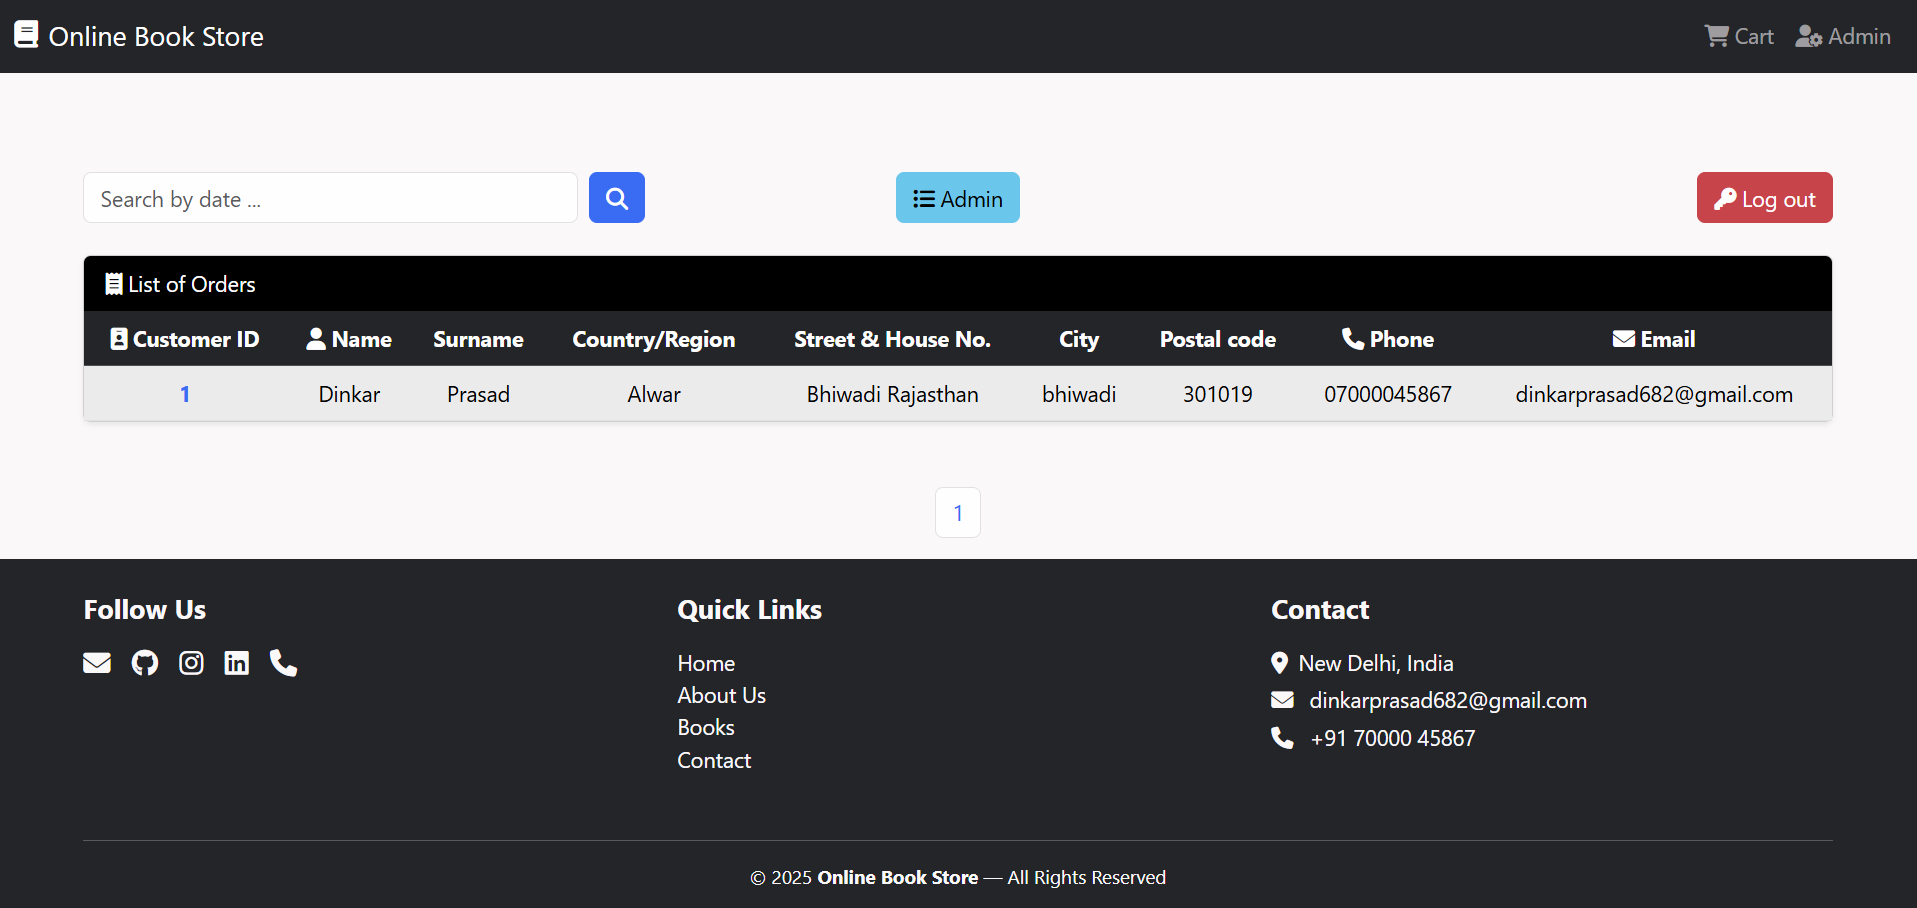 Online Book Store
Cart Admin
Search by date ...
Admin
Log out
List of Orders
Customer ID Name Surname Country/Region Street & House No. City Postal code Phone Email
1 Dinkar Prasad Alwar Bhiwadi Rajasthan bhiwadi 301019 07000045867 dinkarprasad682@gmail.com
1
Follow Us
Quick Links
Home
About Us
Books
Contact
Contact
New Delhi, India
dinkarprasad682@gmail.com
+91 70000 45867
© 2025 Online Book Store — All Rights Reserved